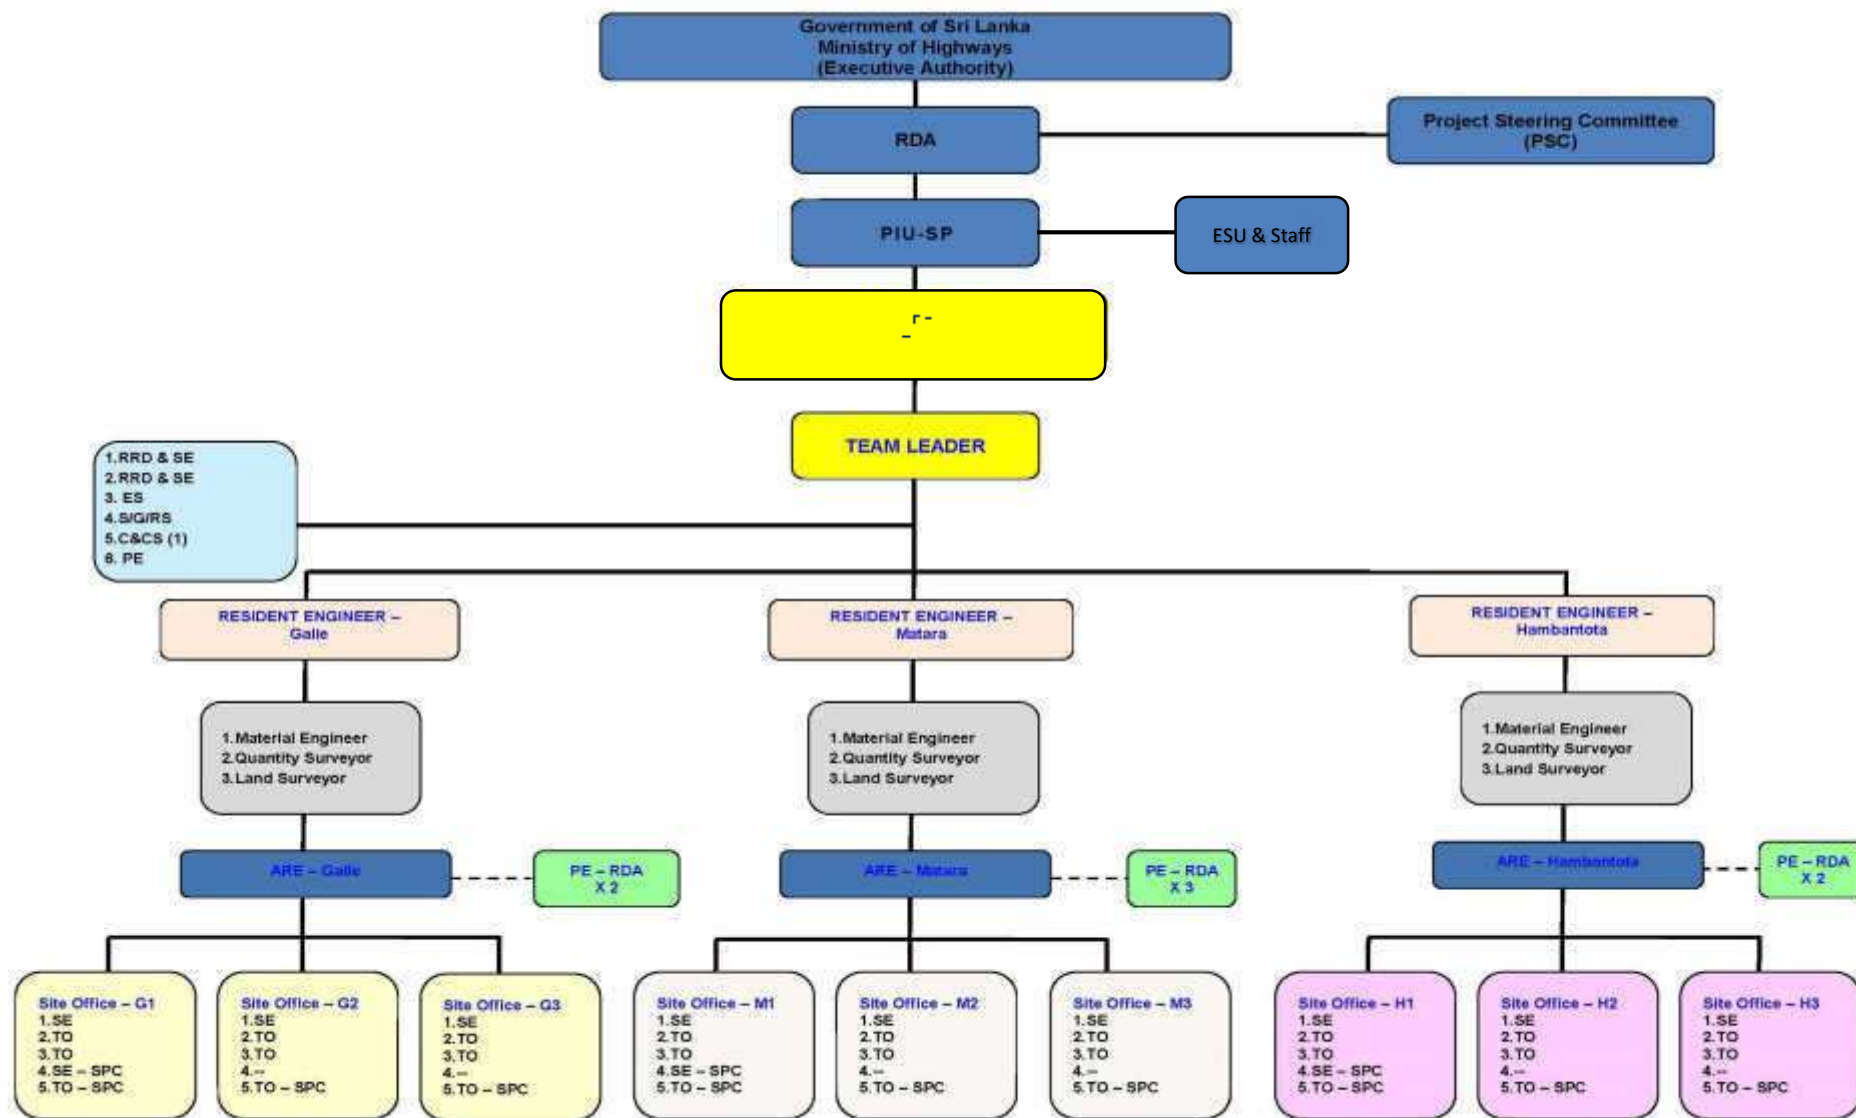 Government of Sri Lanka
Ministry of Highways
(Executive Authority)
RDA
Project Steering Committee
(PSC)
PIU-SP
ESU & Staff
TEAM LEADER
1.RRD & SE
2.RRD & SE
3. ES
4.S/G/RS
5.C&CS (1)
6. PE
RESIDENT ENGINEER –
Galle
RESIDENT ENGINEER –
Matara
RESIDENT ENGINEER –
Hambantota
1.Material Engineer
2.Quantity Surveyor
3.Land Surveyor
1.Material Engineer
2.Quantity Surveyor
3.Land Surveyor
1.Material Engineer
2.Quantity Surveyor
3.Land Surveyor
ARE – Galle
PE – RDA
X 2
ARE – Matara
PE – RDA
X 3
ARE – Hambantota
PE – RDA
X 2
Site Office – G1
1.SE
2.TO
3.TO
4.SE – SPC
5.TO – SPC
Site Office – G2
1.SE
2.TO
3.TO
4.--
5.TO – SPC
Site Office – G3
1.SE
2.TO
3.TO
4.--
5.TO – SPC
Site Office – M1
1.SE
2.TO
3.TO
4.SE – SPC
5.TO – SPC
Site Office – M2
1.SE
2.TO
3.TO
4.--
5.TO – SPC
Site Office – M3
1.SE
2.TO
3.TO
4.--
5.TO – SPC
Site Office – H1
1.SE
2.TO
3.TO
4.SE – SPC
5.TO – SPC
Site Office – H2
1.SE
2.TO
3.TO
4.--
5.TO – SPC
Site Office – H3
1.SE
2.TO
3.TO
4.--
5.TO – SPC